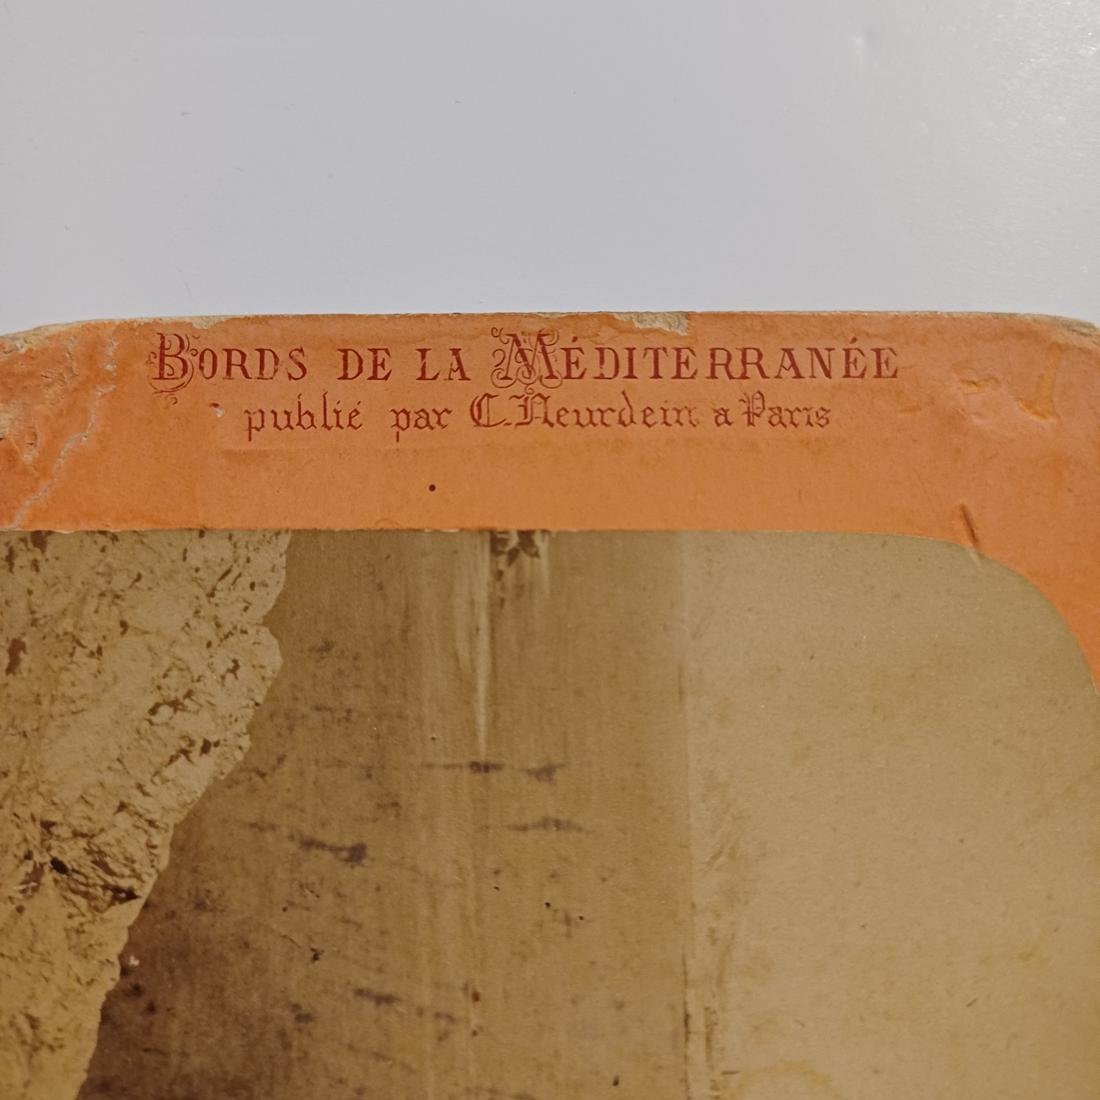 BORDS DE LA MÉDITERRANÉE
publié par C. Neurdein a Paris